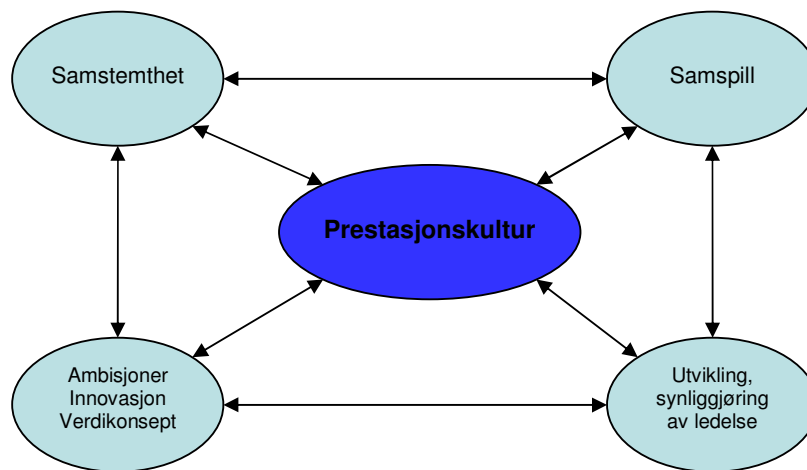 Samstemthet
Samspill
Prestasjonskultur
Ambisjoner
Innovasjon
Verdikonsept
Utvikling,
synliggjøring
av ledelse